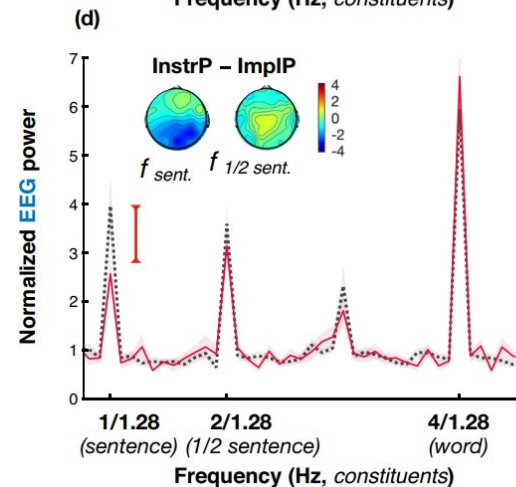 Frequency (Hz, constituents)
(d)
InstrP – ImplP
f sent.
f 1/2 sent.
4
2
0
-2
-4
Normalized EEG power
7
6
5
4
3
2
1
0
1/1.28
2/1.28
4/1.28
(sentence)
(1/2 sentence)
(word)
Frequency (Hz, constituents)